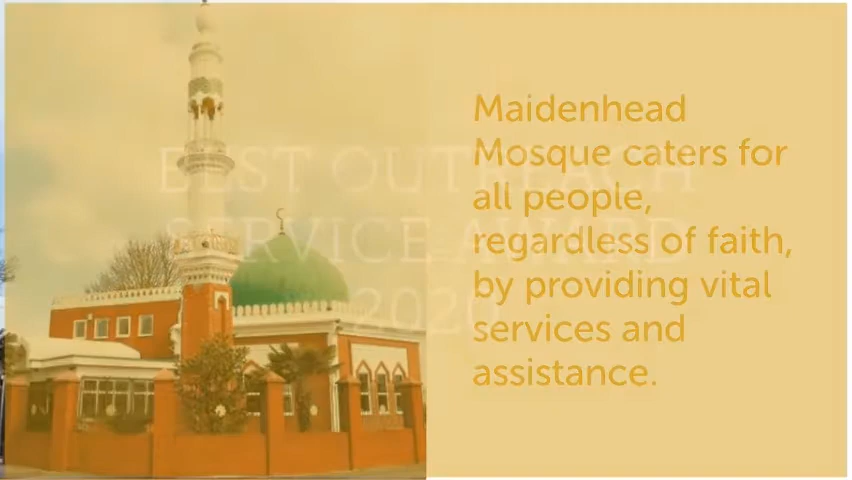 BEST OUTREACH
SERVICE AWARD
2020
Maidenhead
Mosque caters for
all people,
regardless of faith,
by providing vital
services and
assistance.